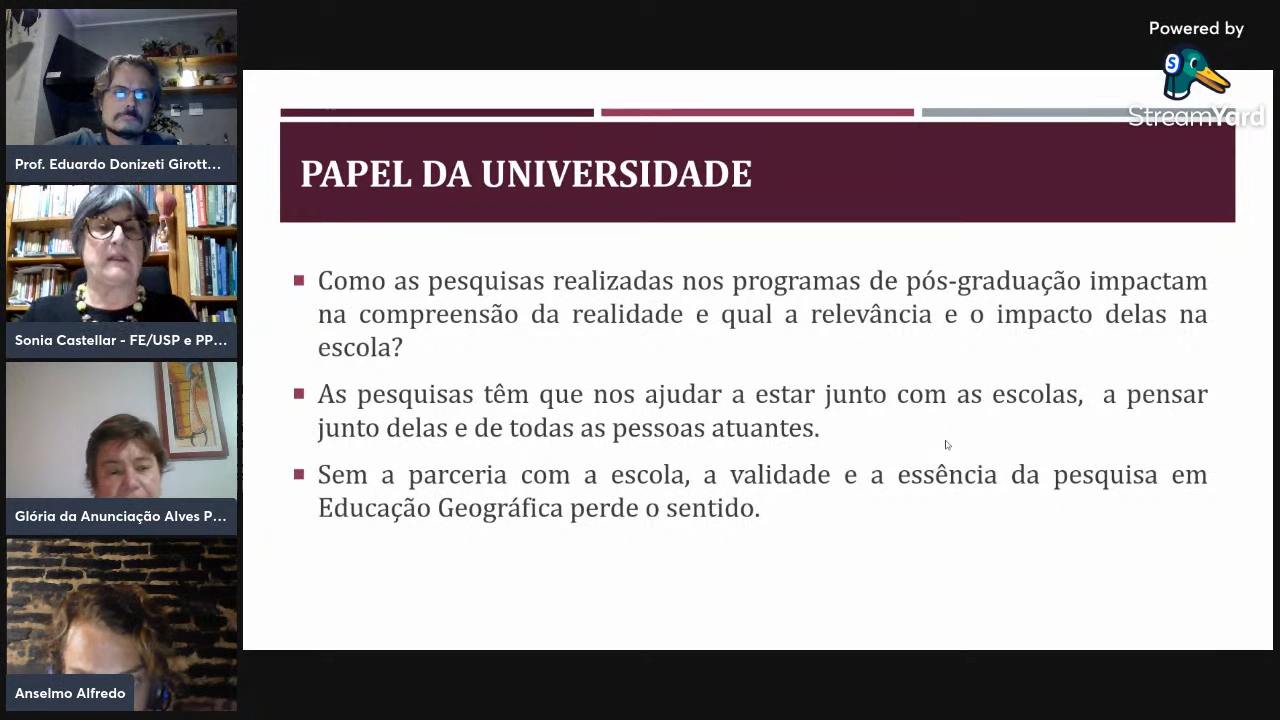 Powered by
StreamYard
Prof. Eduardo Donizeti Girott...
Sonia Castellar - FE/USP e PP...
Glória da Anunciação Alves P...
Anselmo Alfredo
PAPEL DA UNIVERSIDADE
Como as pesquisas realizadas nos programas de pós-graduação impactam
na compreensão da realidade e qual a relevância e o impacto delas na
escola?
As pesquisas têm que nos ajudar a estar junto com as escolas, a pensar
junto delas e de todas as pessoas atuantes.
Sem a parceria com a escola, a validade e a essência da pesquisa em
Educação Geográfica perde o sentido.